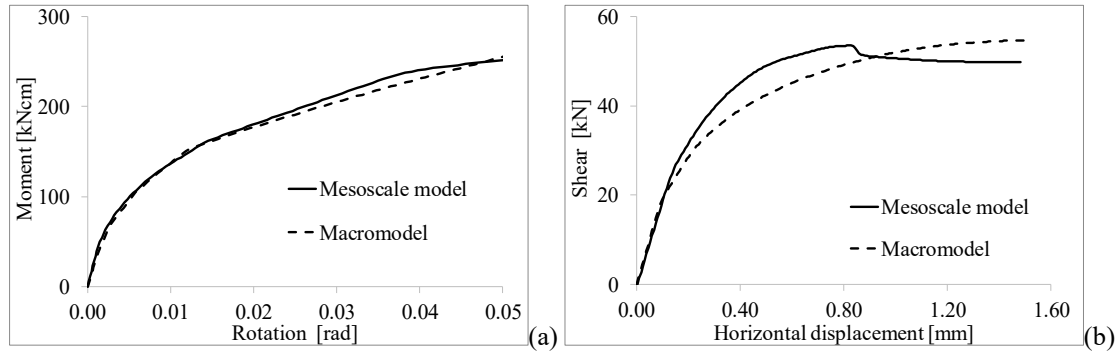 300
200
100
0
Moment [kNcm]
Mesoscale model
Macromodel
0.00 0.01 0.02 0.03 0.04 0.05
Rotation [rad]
(a)
60
40
20
0
Shear [kN]
Mesoscale model
Macromodel
0.00 0.40 0.80 1.20 1.60
Horizontal displacement [mm]
(b)